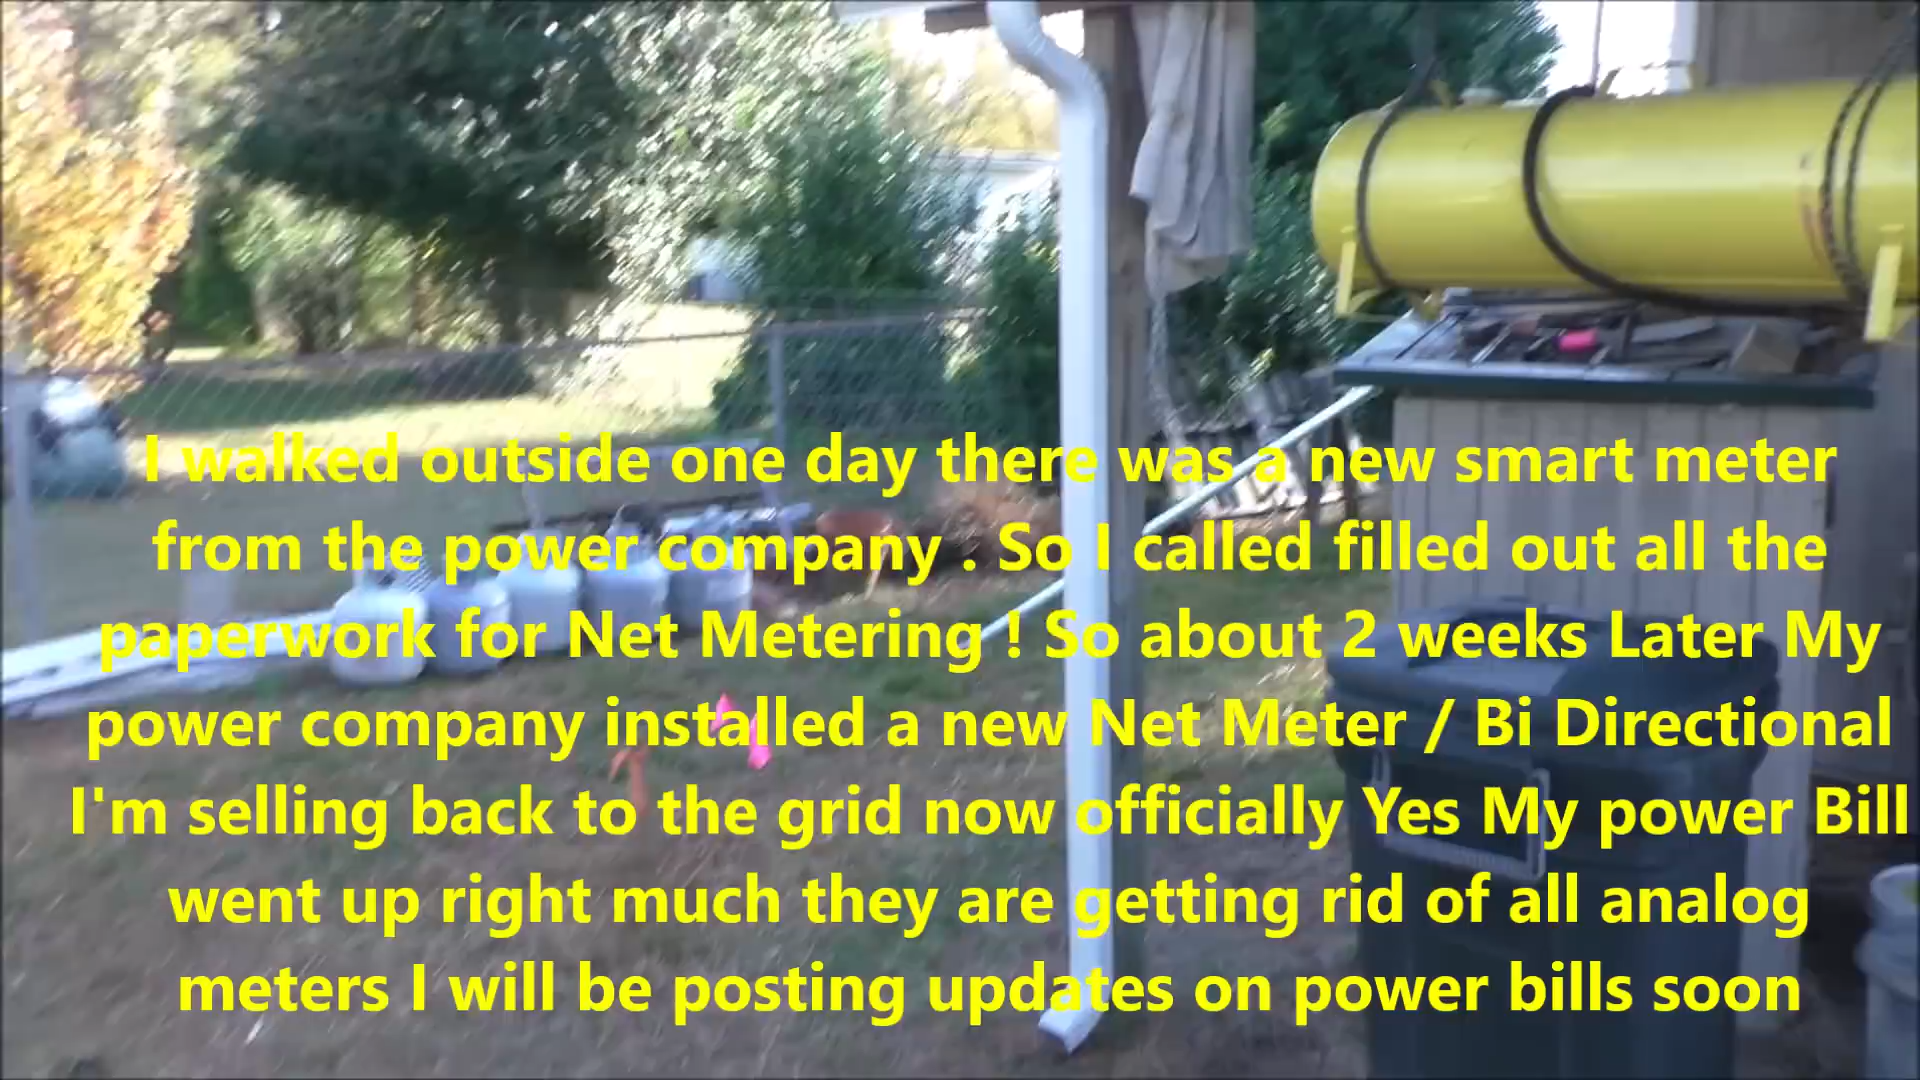 I walked outside one day there was a new smart meter
from the power company . So I called filled out all the
paperwork for Net Metering ! So about 2 weeks Later My
power company installed a new Net Meter / Bi Directional
I'm selling back to the grid now officially Yes My power Bill
went up right much they are getting rid of all analog
meters I will be posting updates on power bills soon